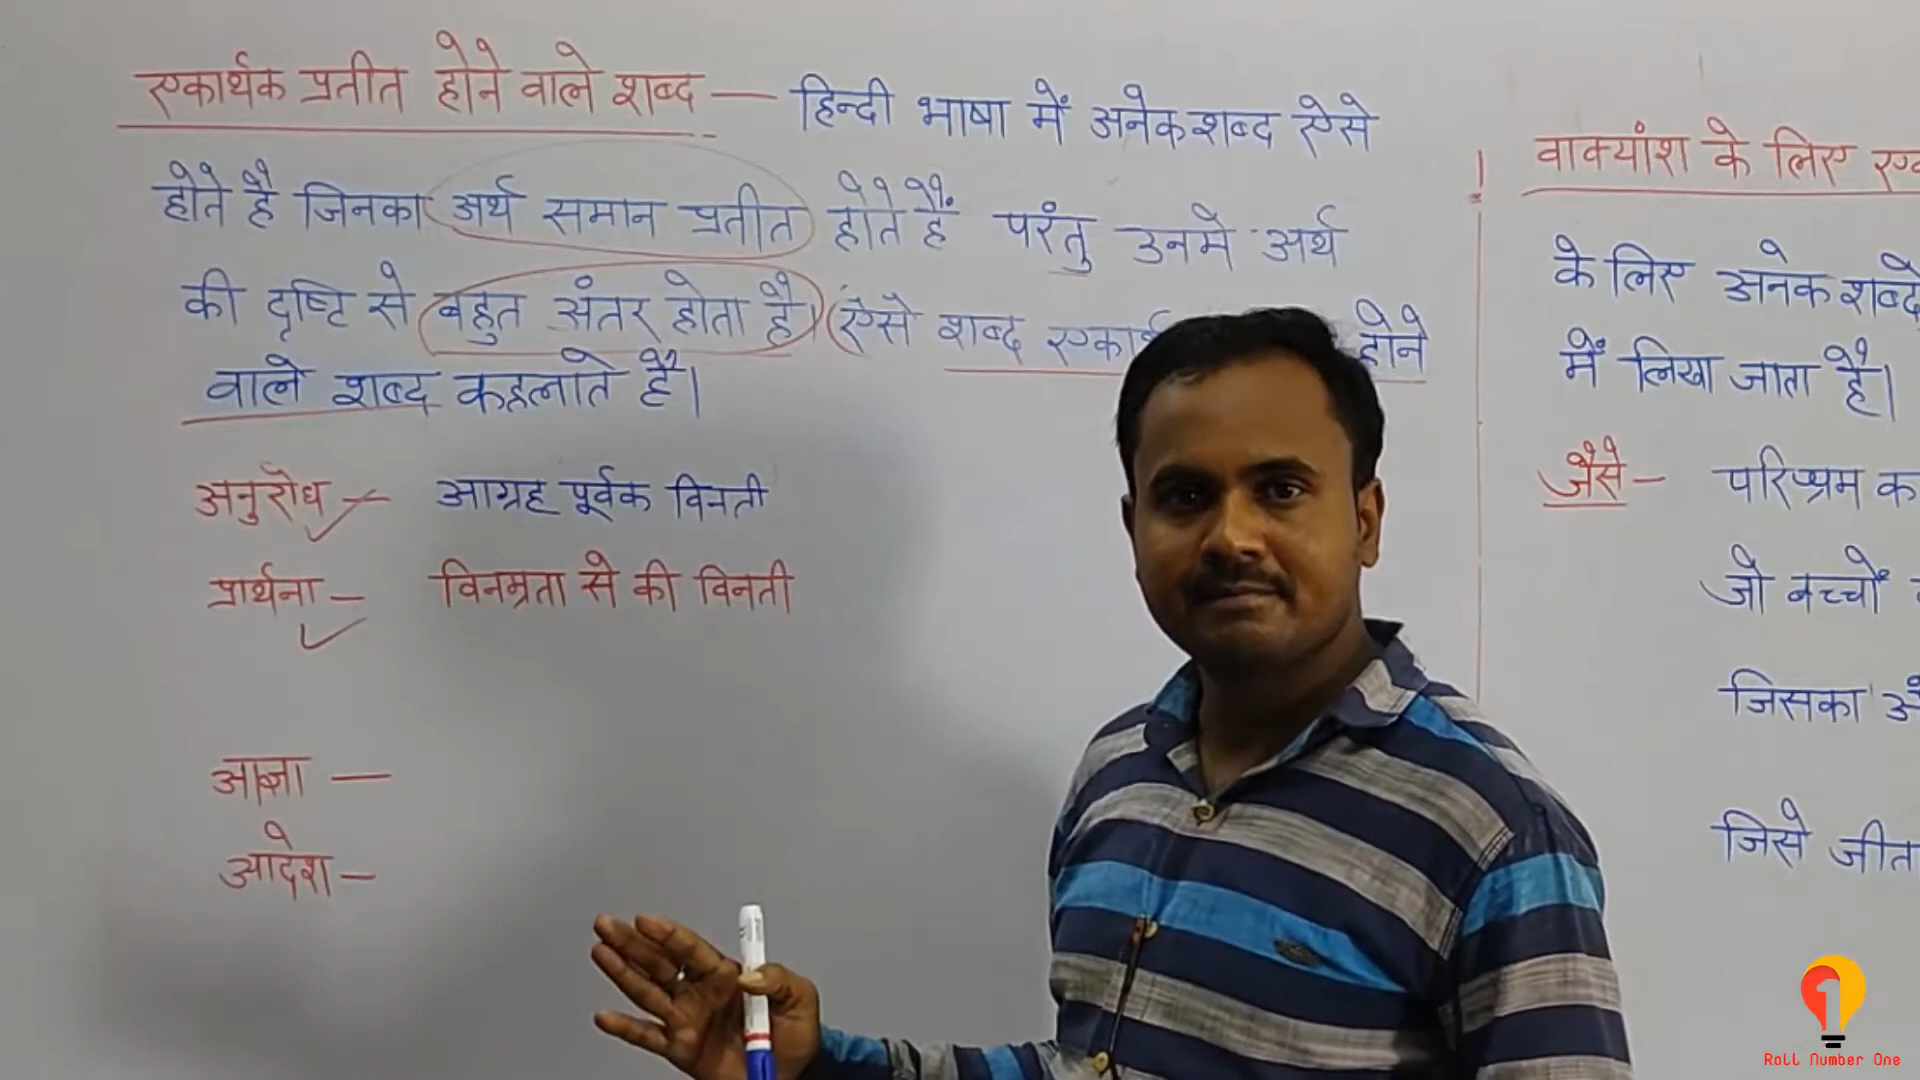 एकार्थक प्रतीत होने वाले शब्द — हिन्दी भाषा में अनेक शब्द ऐसे
होते है जिनका अर्थ समान प्रतीत होते हैं परंतु उनमे अर्थ
की दृष्टि से बहुत अंतर होता है। (ऐसे शब्द होने
वाले शब्द कहलाते है।
अनुरोध — आग्रह पूर्वक विनती
प्रार्थना — विनम्रता से की विनती
आज्ञा —
आदेश —
वाक्यांश के लिए
के लिए अनेक
में लिखा जाता है।
जैसे — परिश्रम
जो बच्चों
जिसका
जिसे
Roll Number One